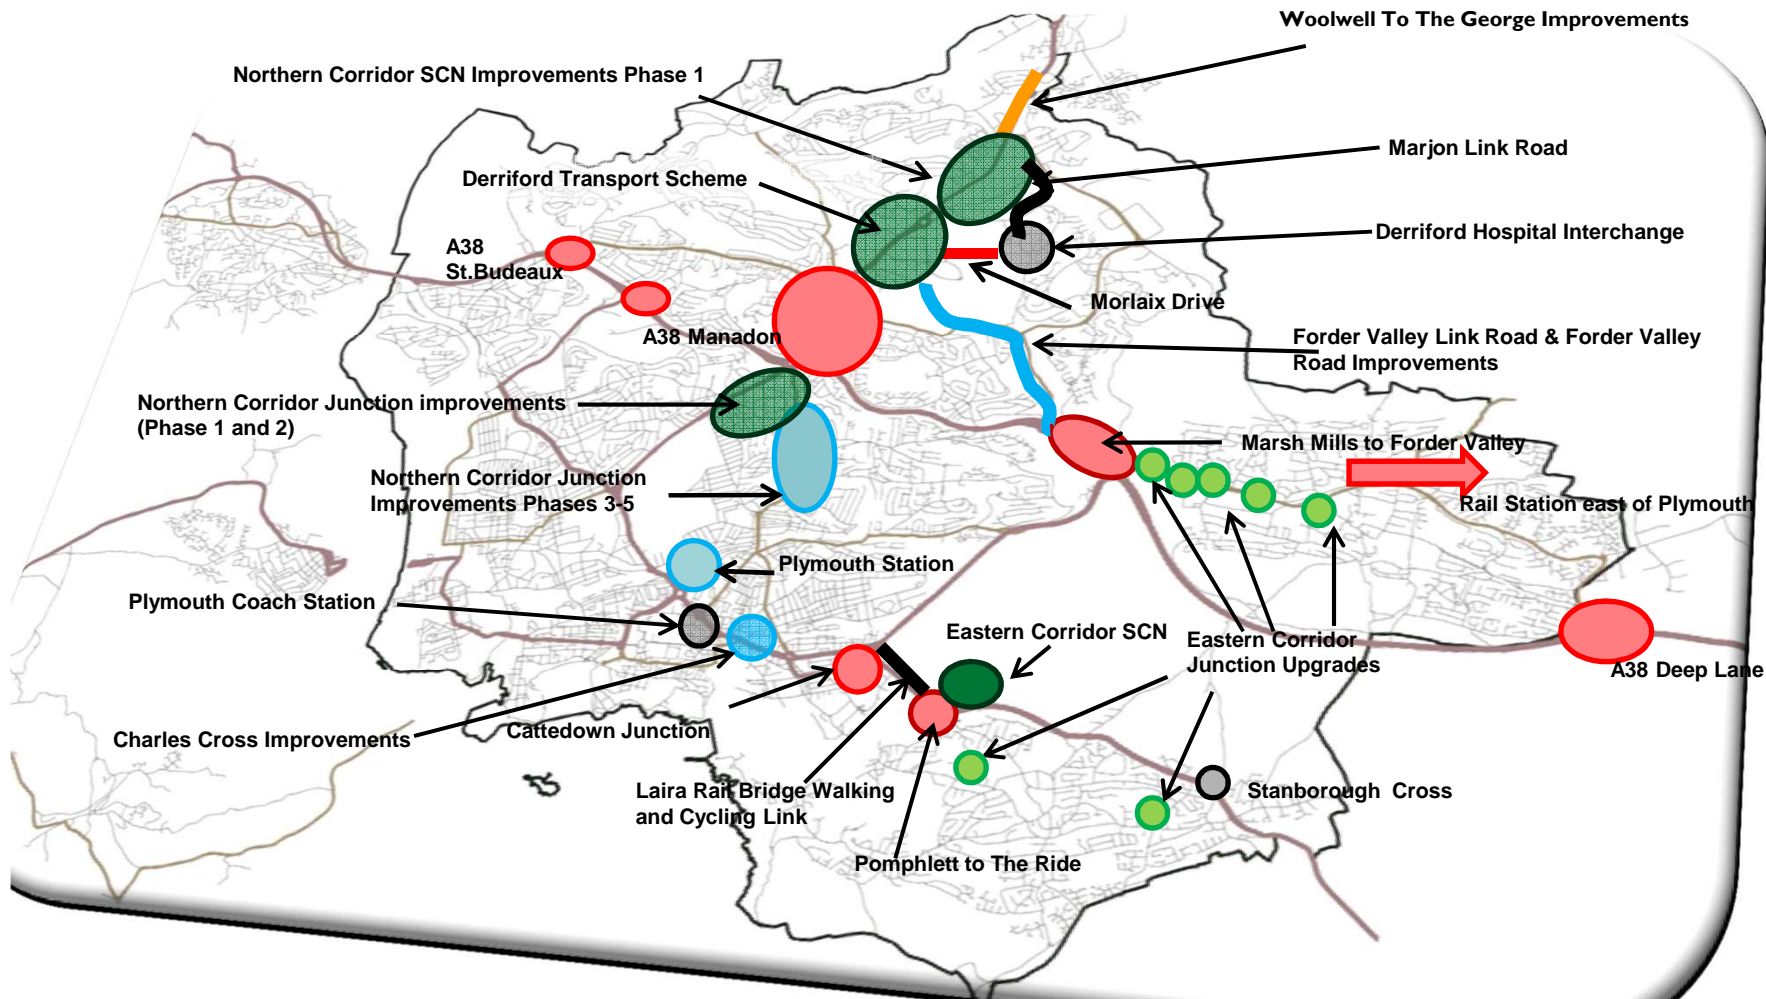 Woolwell To The George Improvements
Northern Corridor SCN Improvements Phase 1
Marjon Link Road
Derriford Transport Scheme
Derriford Hospital Interchange
A38
St.Budeaux
Morlaix Drive
A38 Manadon
Forder Valley Link Road & Forder Valley
Road Improvements
Northern Corridor Junction improvements
(Phase 1 and 2)
Marsh Mills to Forder Valley
Northern Corridor Junction
Improvements Phases 3-5
Rail Station east of Plymouth
Plymouth Station
Plymouth Coach Station
Eastern Corridor SCN
Eastern Corridor
Junction Upgrades
A38 Deep Lane
Charles Cross Improvements
Cattedown Junction
Laira Rail Bridge Walking
and Cycling Link
Stanborough Cross
Pomphlett to The Ride